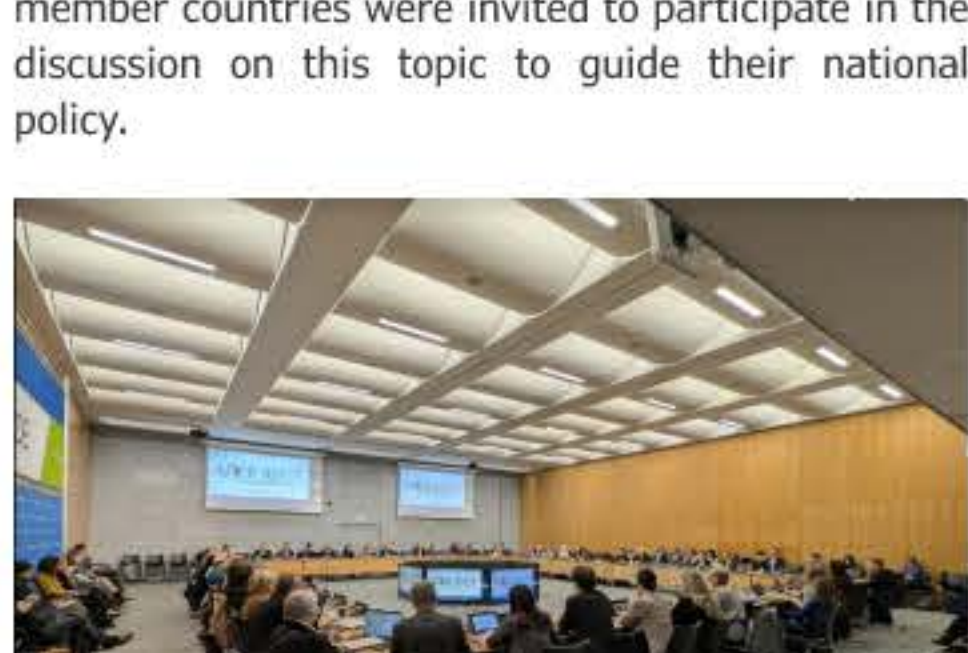 member countries were invited to participate in the
discussion on this topic to guide their national
policy.